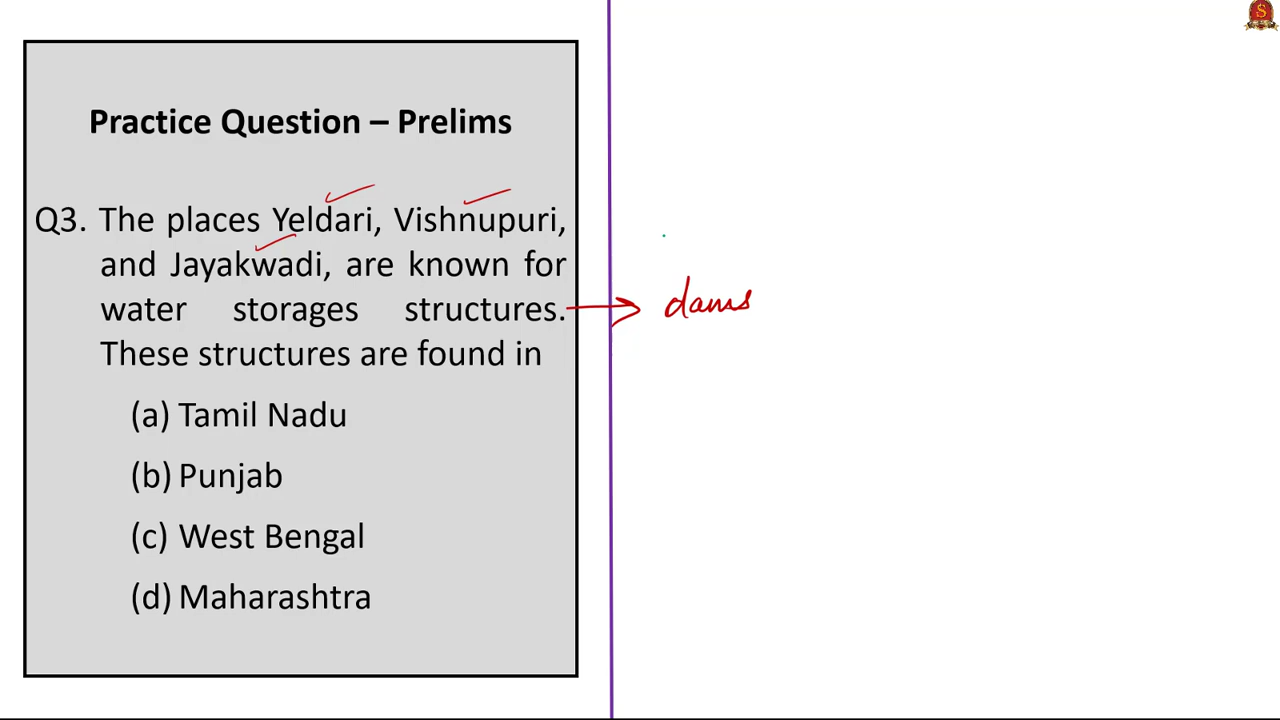 Practice Question – Prelims
Q3. The places Yeldari, Vishnupuri,
and Jayakwadi, are known for
water storages structures.
dams
These structures are found in
(a) Tamil Nadu
(b) Punjab
(c) West Bengal
(d) Maharashtra